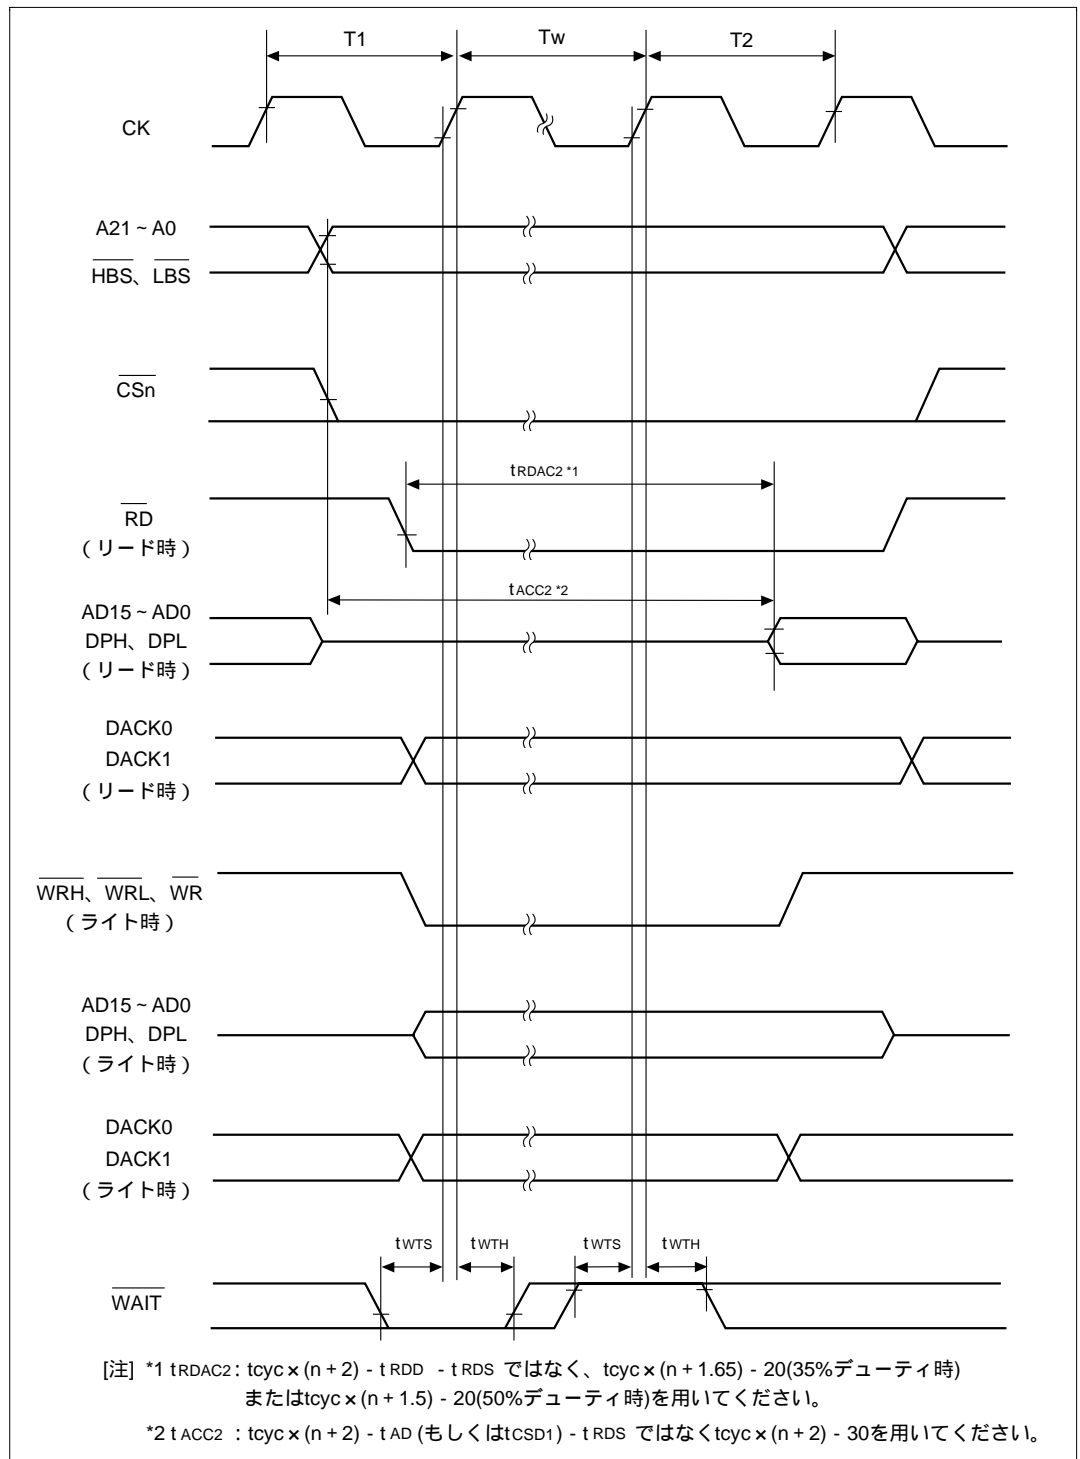 T1 Tw T2
CK
A21 ~ A0
HBS、LBS
CSn
tRDAC2 *1
RD
(リード時)
tACC2 *2
AD15 ~ AD0
DPH、DPL
(リード時)
DACK0
DACK1
(リード時)
WRH、WRL、WR
(ライト時)
AD15 ~ AD0
DPH、DPL
(ライト時)
DACK0
DACK1
(ライト時)
tWTS tWTH tWTS tWTH
WAIT
[注] *1 tRDAC2 : tcyc × (n + 2) - tRDD - tRDS ではなく、tcyc × (n + 1.65) - 20(35%デューティ時)
またはtcyc × (n + 1.5) - 20(50%デューティ時)を用いてください。
*2 tACC2 : tcyc × (n + 2) - tAD (もしくはtCSD1) - tRDS ではなくtcyc × (n + 2) - 30を用いてください。